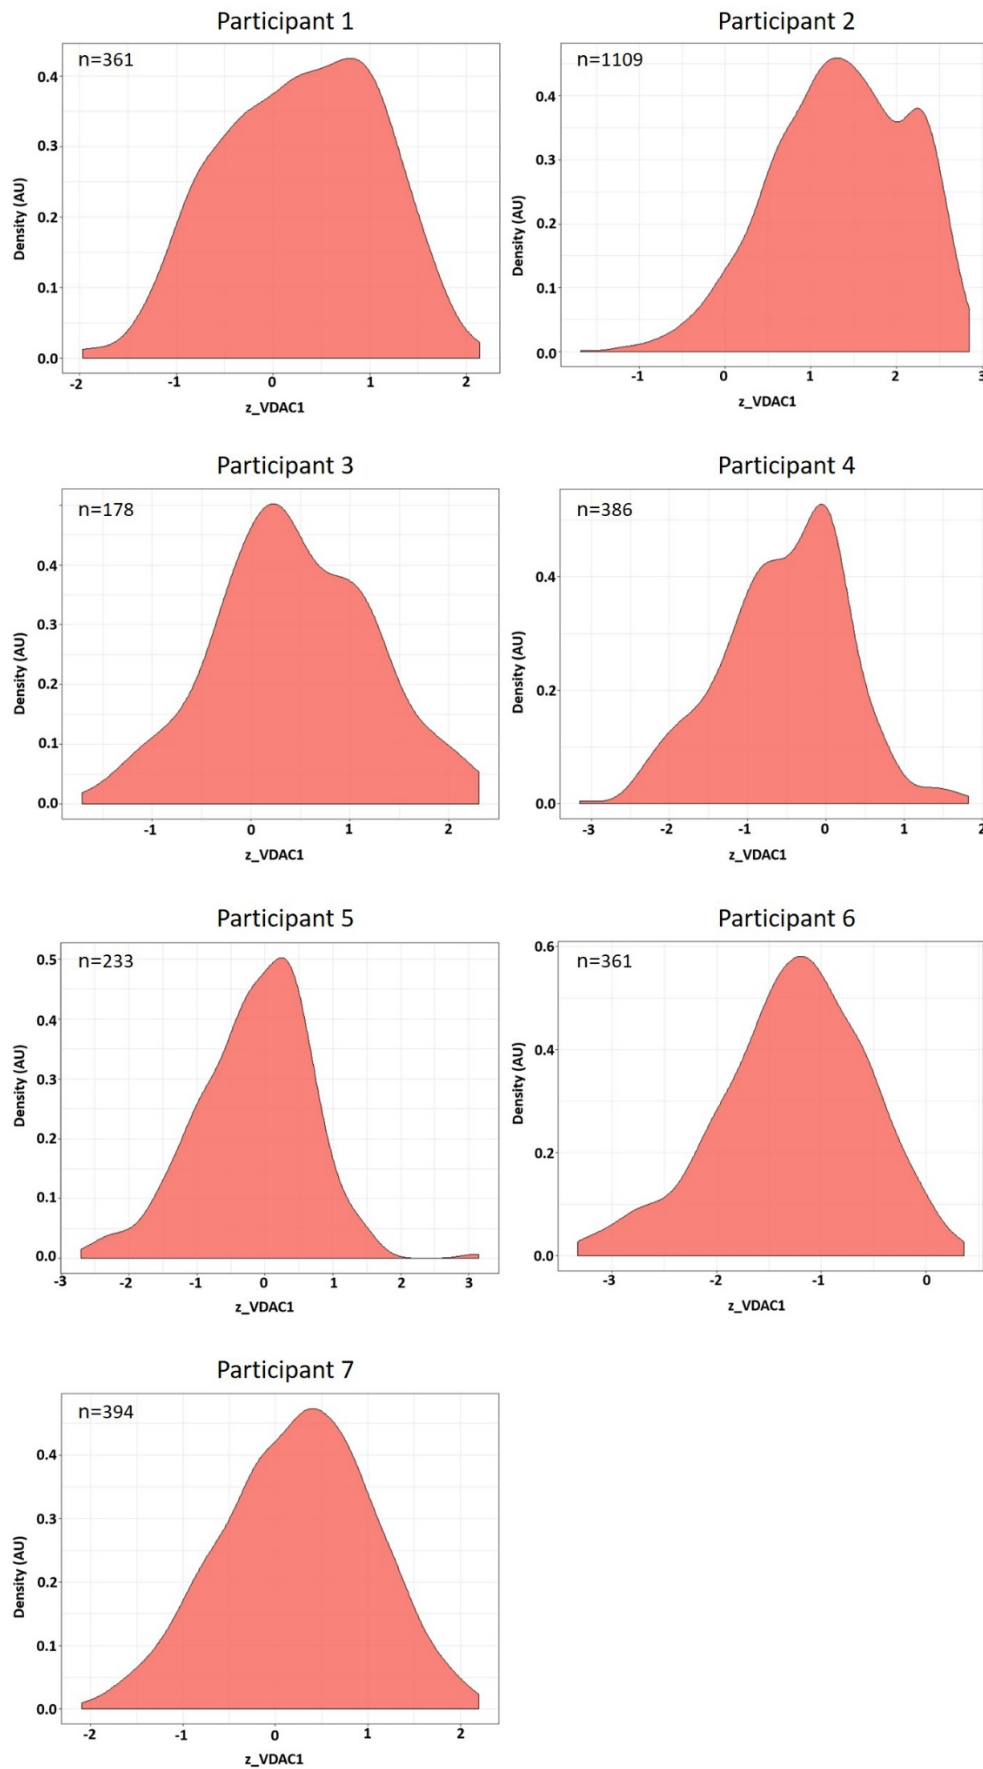 Participant 1
n=361
0.4
0.3
0.2
0.1
0.0
Density (AU)
-2 -1 0 1 2
z_VDAC1
Participant 2
n=1109
0.4
0.3
0.2
0.1
0.0
Density (AU)
-1 0 1 2 3
z_VDAC1
Participant 3
n=178
0.4
0.3
0.2
0.1
0.0
Density (AU)
-1 0 1 2
z_VDAC1
Participant 4
n=386
0.4
0.2
0.0
Density (AU)
-3 -2 -1 0 1 2
z_VDAC1
Participant 5
n=233
0.5
0.4
0.3
0.2
0.1
0.0
Density (AU)
-3 -2 -1 0 1 2 3
z_VDAC1
Participant 6
n=361
0.6
0.4
0.2
0.0
Density (AU)
-3 -2 -1 0
z_VDAC1
Participant 7
n=394
0.4
0.3
0.2
0.1
0.0
Density (AU)
-2 -1 0 1 2
z_VDAC1